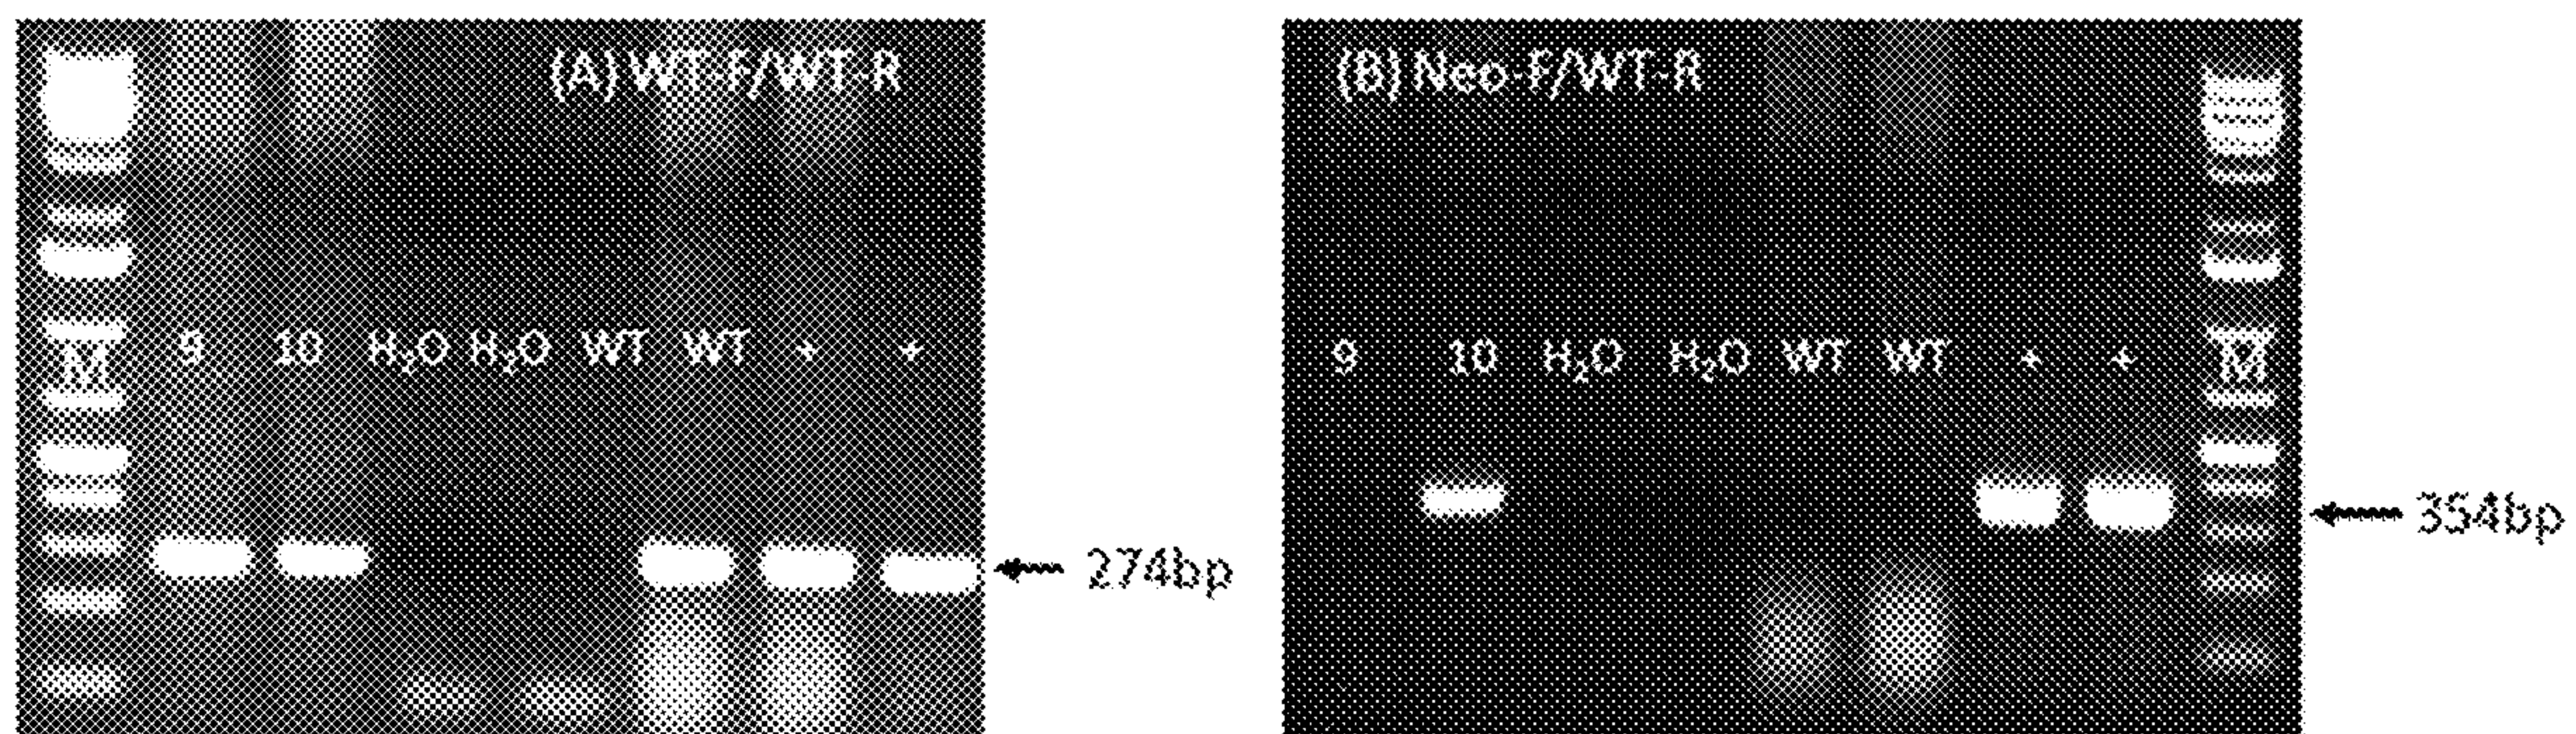 (A)WT-F/WT-R
M 9 10 H₂O H₂O WT WT + +
274bp
(B)Neo-F/WT-R
9 10 H₂O H₂O WT WT + + M
354bp